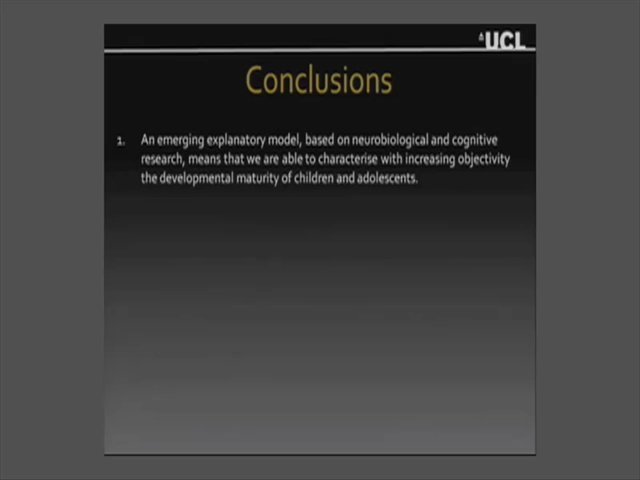 UCL
Conclusions
1. An emerging explanatory model, based on neurobiological and cognitive
research, means that we are able to characterise with increasing objectivity
the developmental maturity of children and adolescents.